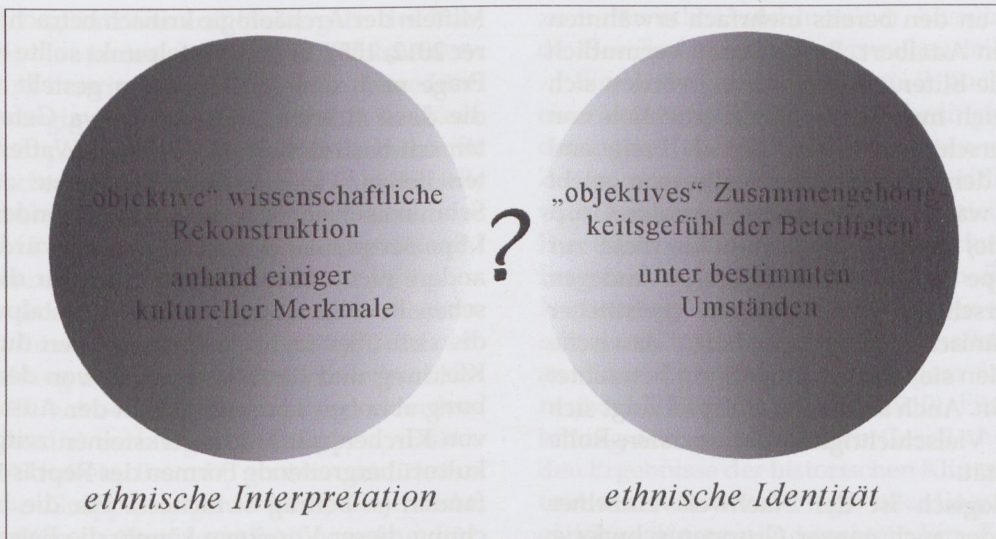 „objektive“ wissenschaftliche
Rekonstruktion
anhand einiger
kultureller Merkmale
?
„objektives“ Zusammengehörig-
keitsgefühl der Beteiligten
unter bestimmten
Umständen
ethnische Interpretation
ethnische Identität